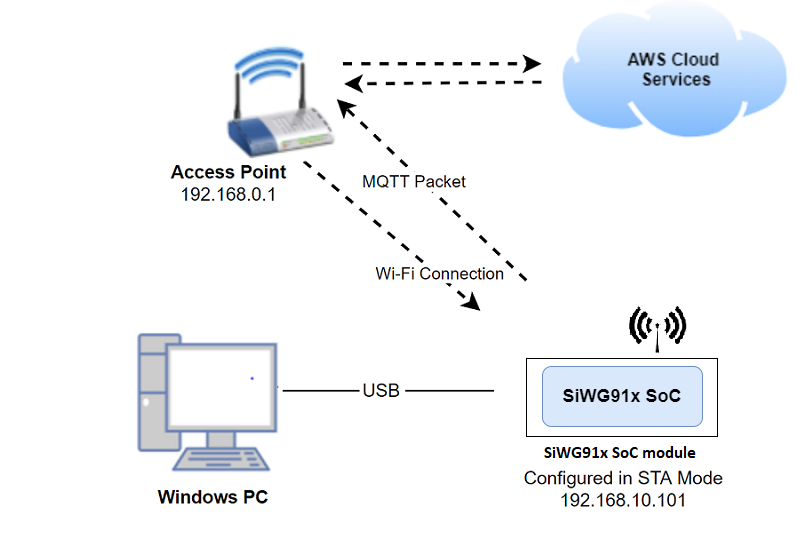 AWS Cloud
Services
Access Point
192.168.0.1
MQTT Packet
Wi-Fi Connection
USB
SiWG91x SoC
SiWG91x SoC module
Configured in STA Mode
192.168.10.101
Windows PC